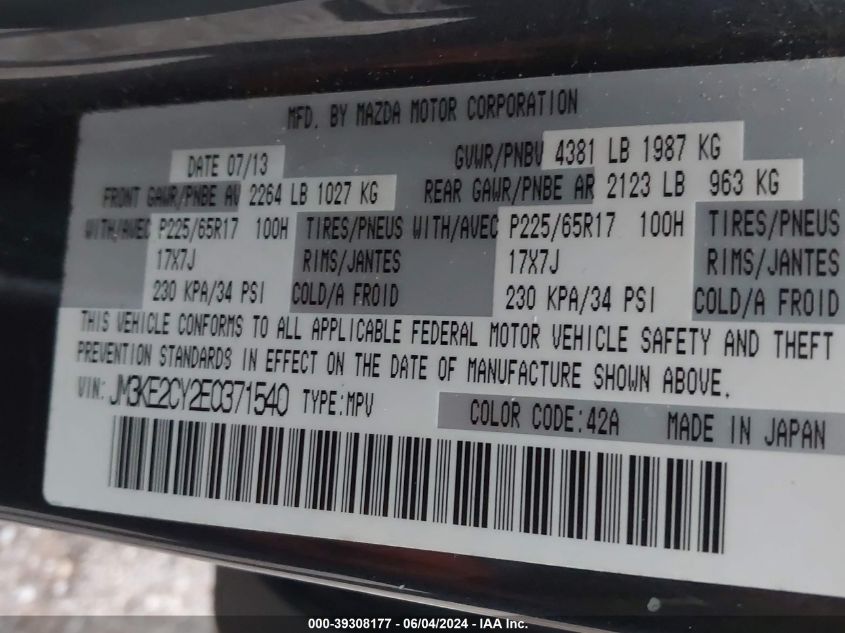 MFD. BY MAZDA MOTOR CORPORATION
DATE 07/13 GVWR/PNBV 4381 LB 1987 KG
FRONT GAWR/PNBE AV 2264 LB 1027 KG REAR GAWR/PNBE AR 2123 LB 963 KG
WITH/AVEC P225/65R17 100H TIRES/PNEUS WITH/AVEC P225/65R17 100H TIRES/PNEUS
17X7J RIMS/JANTES 17X7J RIMS/JANTES
230 KPA/34 PSI COLD/A FROID 230 KPA/34 PSI COLD/A FROID
THIS VEHICLE CONFORMS TO ALL APPLICABLE FEDERAL MOTOR VEHICLE SAFETY AND THEFT
PREVENTION STANDARDS IN EFFECT ON THE DATE OF MANUFACTURE SHOWN ABOVE.
VIN: JM3KE2CY2E0371540 TYPE:MPV COLOR CODE:42A MADE IN JAPAN
000-39308177 - 06/04/2024 - IAA, Inc.